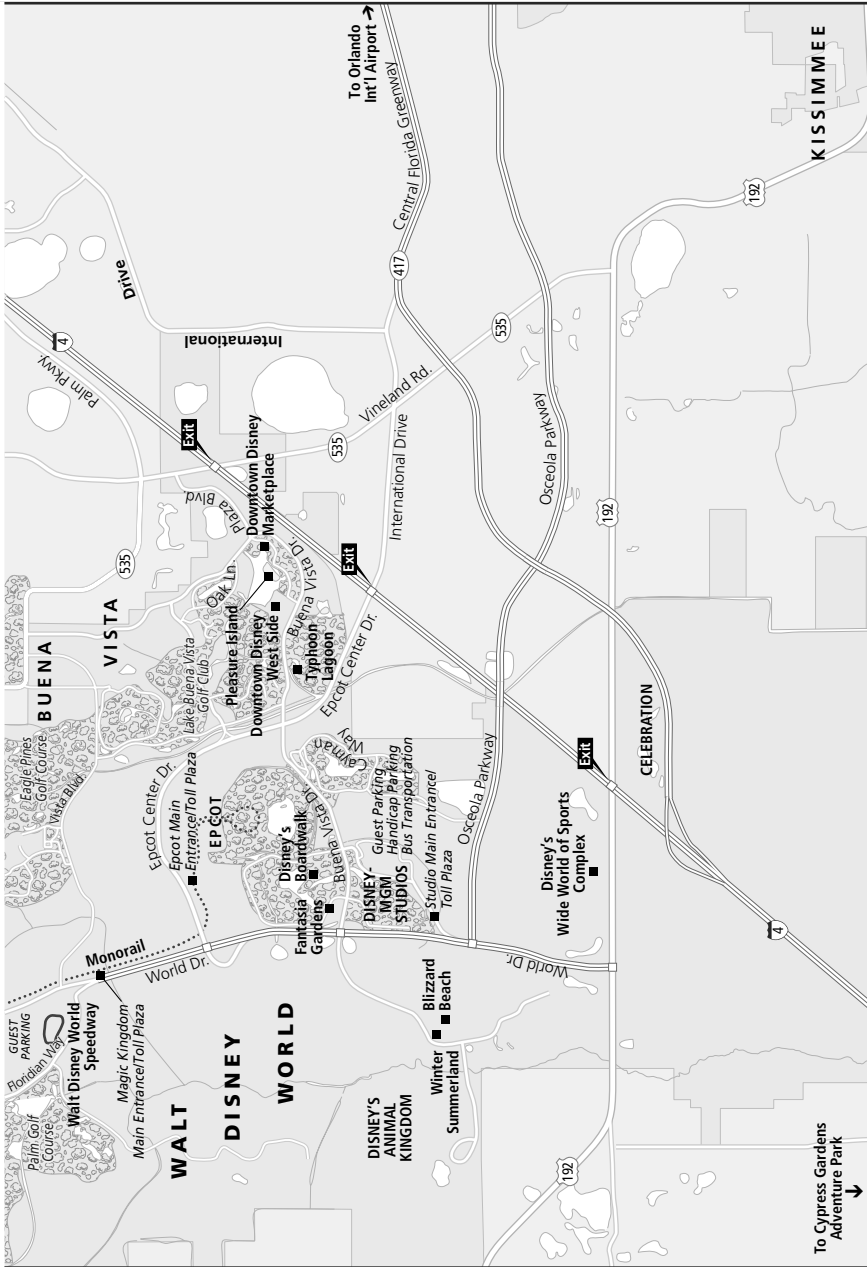 To Orlando
Int'l Airport
Central Florida Greenway
KISSIMMEE
192
417
535
4
Palm Pkwy.
Drive
International
Vineland Rd.
535
Exit
Osceola Parkway
192
International Drive
Plaza Blvd.
Downtown Disney
Marketplace
535
Oak Ln.
Buena Vista Dr.
Exit
BUENA
VISTA
Pleasure Island
Downtown Disney
West Side
Typhoon
Lagoon
Lake Buena Vista
Golf Club
Epcot Center Dr.
Eagle Pines
Golf Course
Vista Blvd.
Epcot Center Dr.
Epcot Main
Entrance/Toll Plaza
EPCOT
Cayman
Way
Buena Vista Dr.
Disney's
Boardwalk
Fantasia
Gardens
Guest Parking
Handicap Parking
Bus Transportation
DISNEY-
MGM
STUDIOS
Studio Main Entrance/
Toll Plaza
Osceola Parkway
Exit
CELEBRATION
Disney's
Wide World of Sports
Complex
4
Monorail
World Dr.
World Dr.
GUEST
PARKING
Floridian Way
Walt Disney World
Speedway
Magic Kingdom
Main Entrance/Toll Plaza
Palm Golf
Course
WALT
DISNEY
WORLD
Blizzard
Beach
Winter
Summerland
DISNEY'S
ANIMAL
KINGDOM
192
To Cypress Gardens
Adventure Park